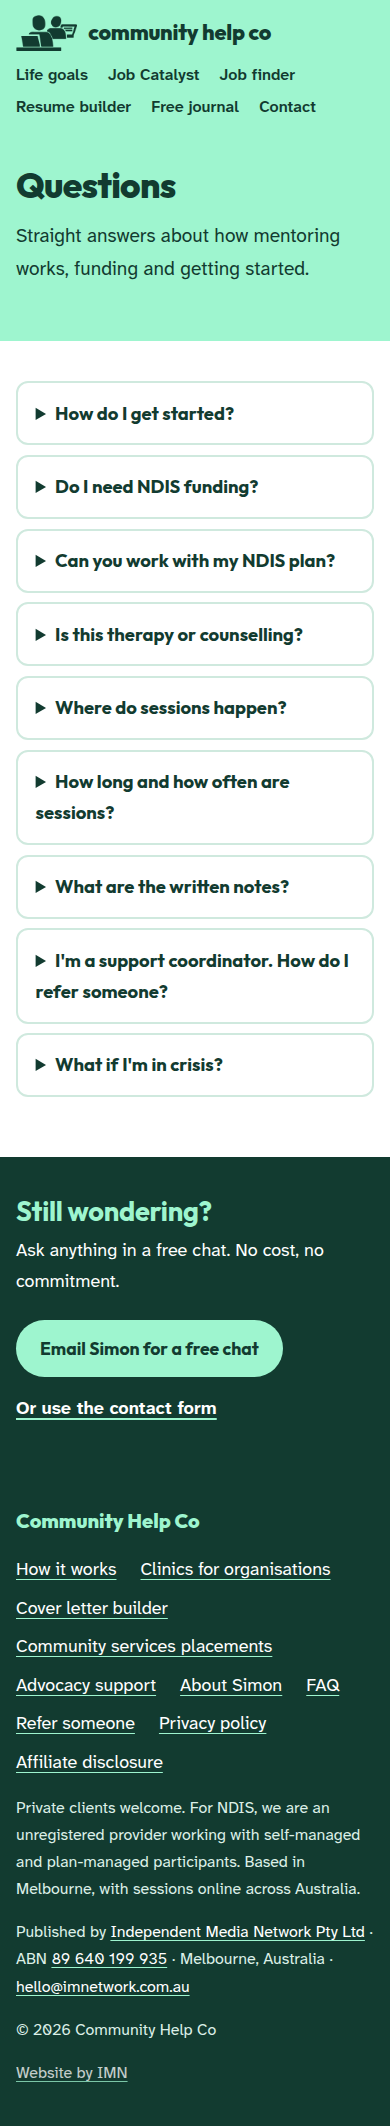 community help co
Life goals Job Catalyst Job finder
Resume builder Free journal Contact
Questions
Straight answers about how mentoring
works, funding and getting started.
How do I get started?
Do I need NDIS funding?
Can you work with my NDIS plan?
Is this therapy or counselling?
Where do sessions happen?
How long and how often are
sessions?
What are the written notes?
I'm a support coordinator. How do I
refer someone?
What if I'm in crisis?
Still wondering?
Ask anything in a free chat. No cost, no
commitment.
Email Simon for a free chat
Or use the contact form
Community Help Co
How it works Clinics for organisations
Cover letter builder
Community services placements
Advocacy support About Simon FAQ
Refer someone Privacy policy
Affiliate disclosure
Private clients welcome. For NDIS, we are an
unregistered provider working with self-managed
and plan-managed participants. Based in
Melbourne, with sessions online across Australia.
Published by Independent Media Network Pty Ltd ·
ABN 89 640 199 935 · Melbourne, Australia ·
hello@imnetwork.com.au
© 2026 Community Help Co
Website by IMN